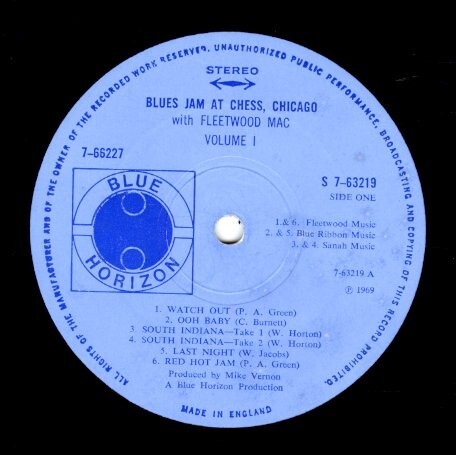 ALL RIGHTS OF THE MANUFACTURER AND OF THE OWNER OF THE RECORDED WORK RESERVED, UNAUTHORIZED PUBLIC PERFORMANCE, BROADCASTING AND COPYING OF THIS RECORD PROHIBITED.
STEREO
BLUES JAM AT CHESS, CHICAGO
with FLEETWOOD MAC
VOLUME I
7–66227
S 7–63219
SIDE ONE
BLUE
HORIZON
1 & 6. Fleetwood Music
2. & 5. Blue Ribbon Music
3. & 4. Sanah Music
7-63219 A
℗ 1969
1. WATCH OUT (P. A. Green)
2. OOH BABY (C. Burnett)
3. SOUTH INDIANA—Take 1 (W. Horton)
4. SOUTH INDIANA—Take 2 (W. Horton)
5. LAST NIGHT (W. Jacobs)
6. RED HOT JAM (P. A. Green)
Produced by Mike Vernon
A Blue Horizon Production
MADE IN ENGLAND